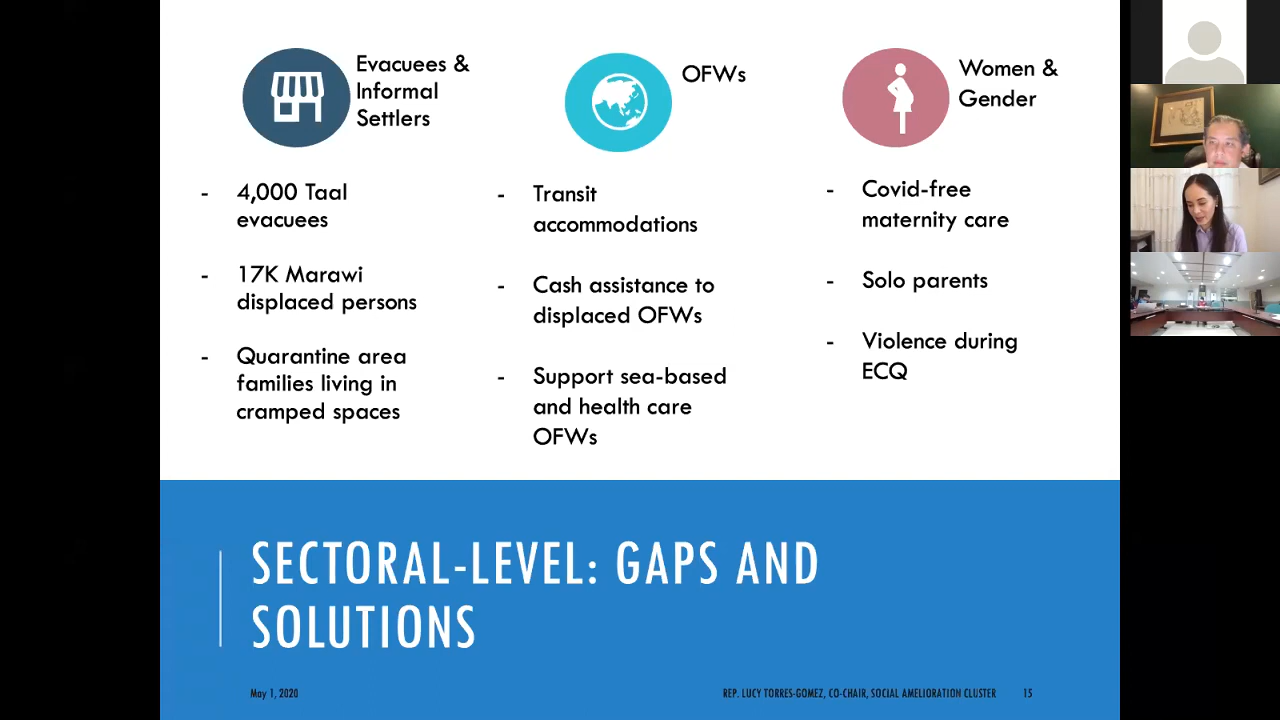 Evacuees &
Informal
Settlers
- 4,000 Taal
evacuees
- 17K Marawi
displaced persons
- Quarantine area
families living in
cramped spaces
OFWs
- Transit
accommodations
- Cash assistance to
displaced OFWs
- Support sea-based
and health care
OFWs
Women &
Gender
- Covid-free
maternity care
- Solo parents
- Violence during
ECQ
SECTORAL-LEVEL: GAPS AND
SOLUTIONS
May 1, 2020
REP. LUCY TORRES-GOMEZ, CO-CHAIR, SOCIAL AMELIORATION CLUSTER
15